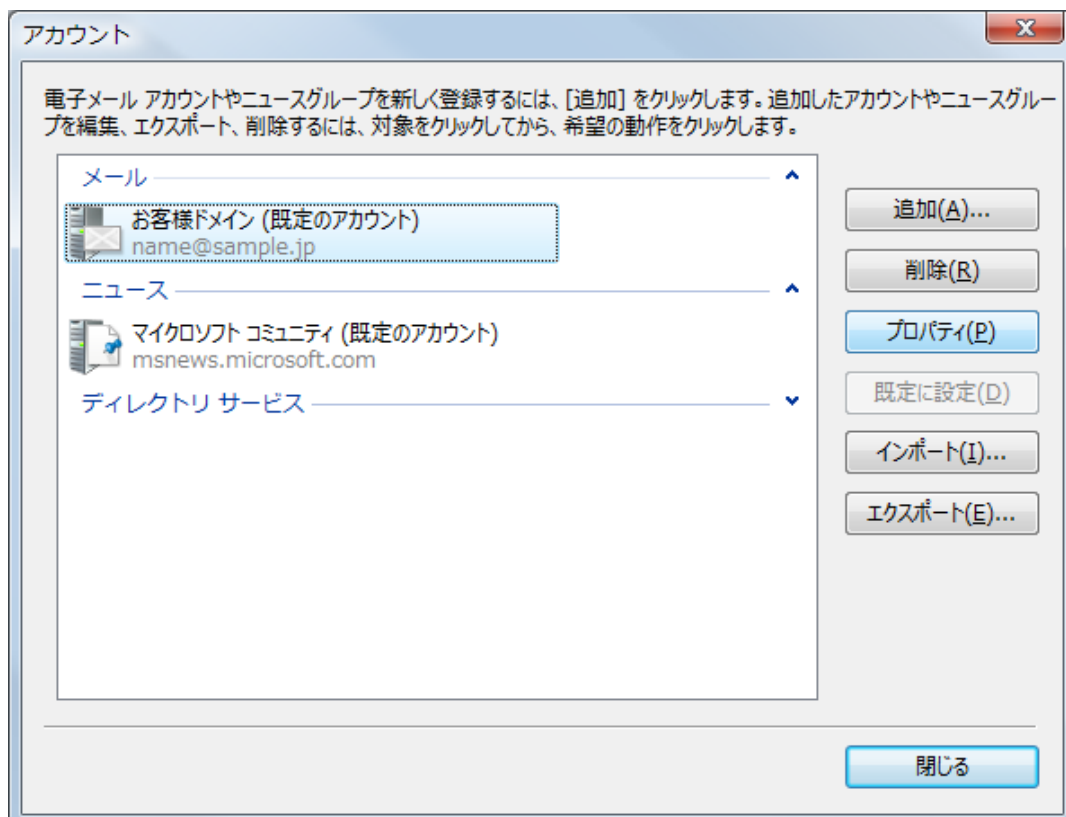 アカウント
電子メール アカウントやニュースグループを新しく登録するには、[追加] をクリックします。追加したアカウントやニュースグルー
プを編集、エクスポート、削除するには、対象をクリックしてから、希望の動作をクリックします。
メール
お客様ドメイン (既定のアカウント)
name@sample.jp
ニュース
マイクロソフト コミュニティ (既定のアカウント)
msnews.microsoft.com
ディレクトリ サービス
追加(A)...
削除(R)
プロパティ(P)
既定に設定(D)
インポート(I)...
エクスポート(E)...
閉じる